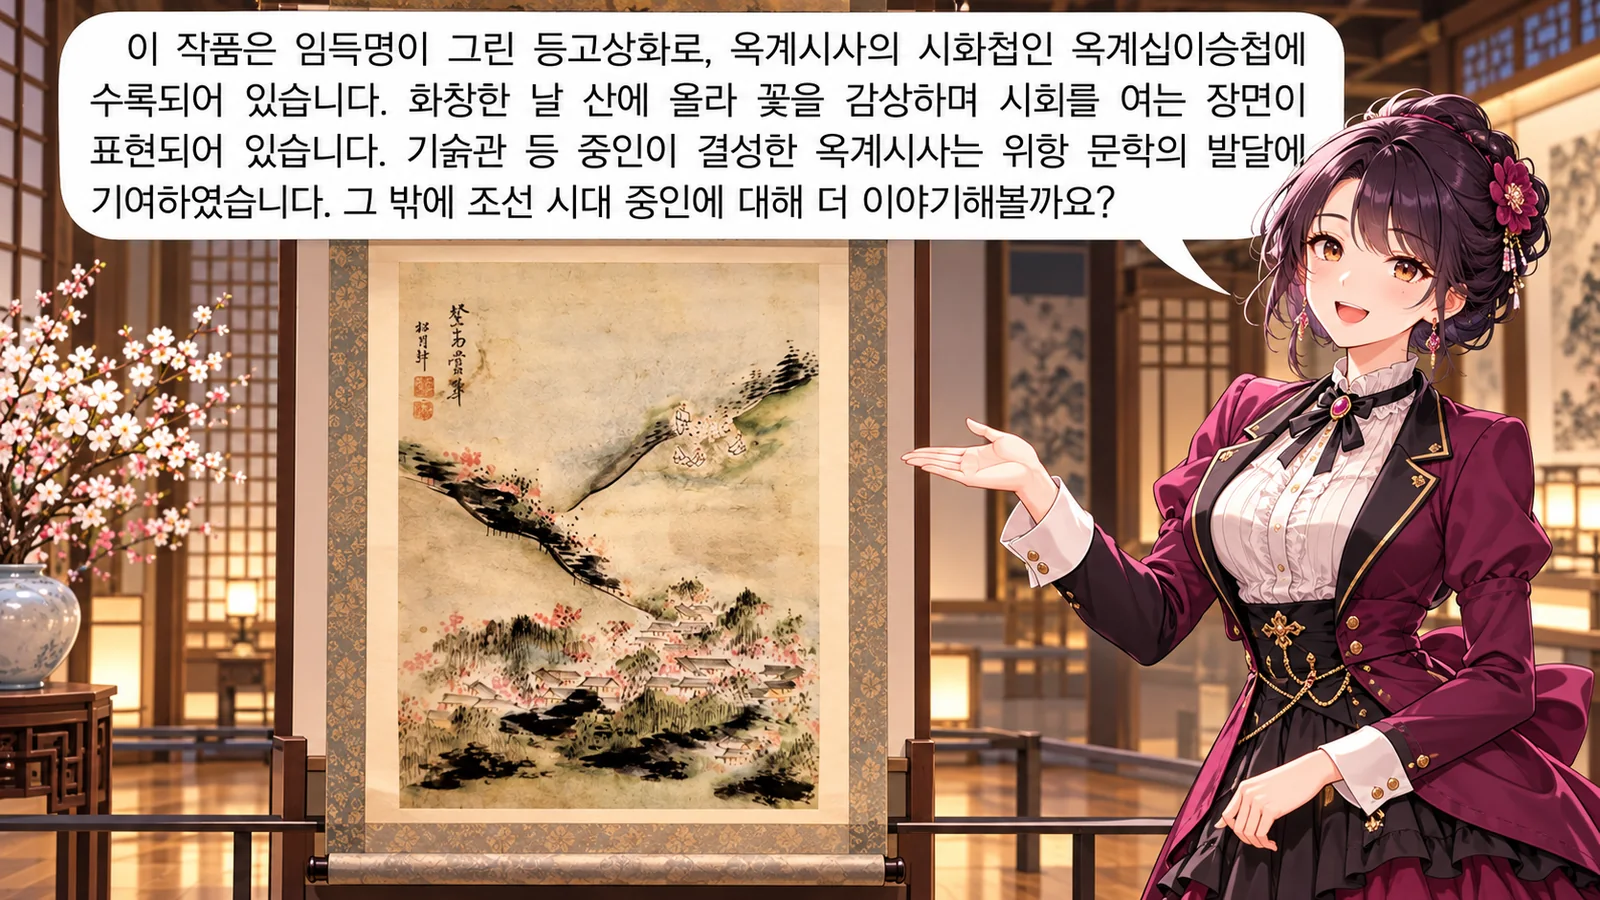 이 작품은 임득명이 그린 등고상화로, 옥계시사의 시화첩인 옥계십이승첩에
수록되어 있습니다. 화창한 날 산에 올라 꽃을 감상하며 시회를 여는 장면이
표현되어 있습니다. 기술관 등 중인이 결성한 옥계시사는 위항 문학의 발달에
기여하였습니다. 그 밖에 조선 시대 중인에 대해 더 이야기해볼까요?
松月軒